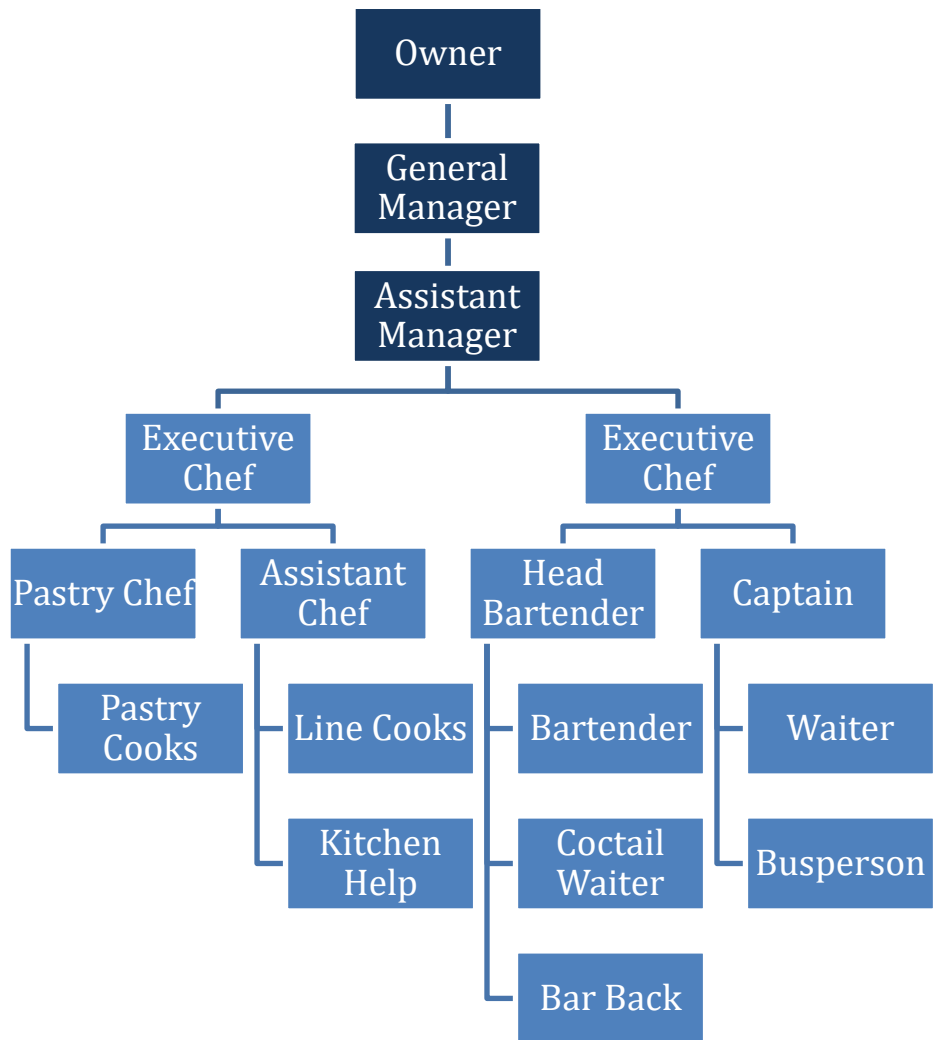 Owner
General
Manager
Assistant
Manager
Executive
Chef
Executive
Chef
Pastry Chef
Assistant
Chef
Head
Bartender
Captain
Pastry
Cooks
Line Cooks
Bartender
Waiter
Kitchen
Help
Coctail
Waiter
Busperson
Bar Back